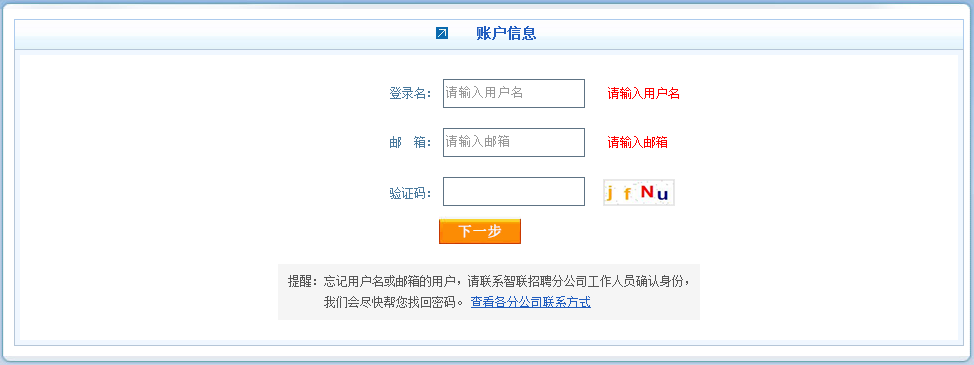 账户信息
登录名： 请输入用户名 请输入用户名
邮 箱： 请输入邮箱 请输入邮箱
验证码： j f N u
下一步
提醒：忘记用户名或邮箱的用户，请联系智联招聘分公司工作人员确认身份，
我们会尽快帮您找回密码。 查看各分公司联系方式